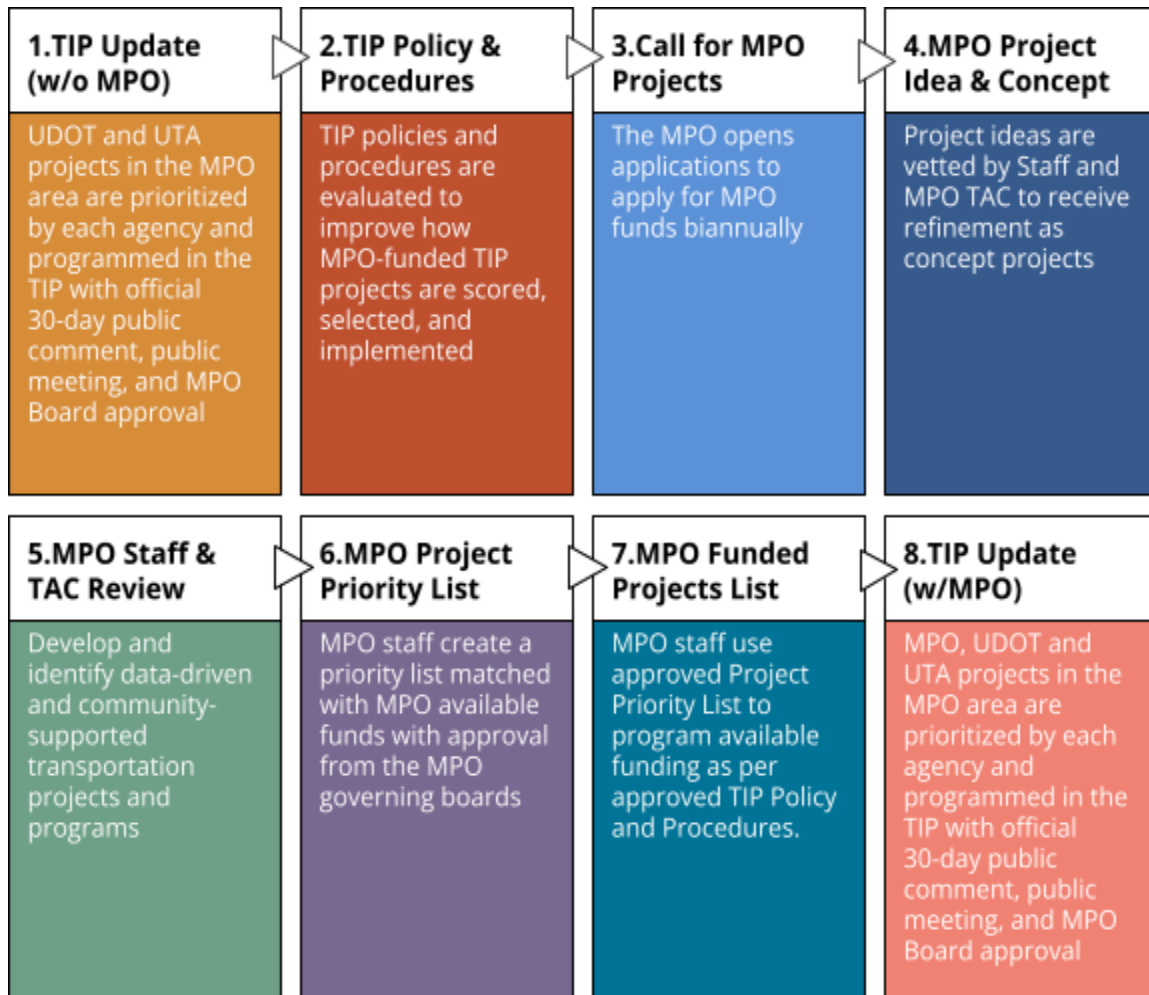 1.TIP Update
(w/o MPO)
UDOT and UTA
projects in the MPO
area are prioritized
by each agency and
programmed in the
TIP with official
30-day public
comment, public
meeting, and MPO
Board approval
2.TIP Policy &
Procedures
TIP policies and
procedures are
evaluated to
improve how
MPO-funded TIP
projects are scored,
selected, and
implemented
3.Call for MPO
Projects
The MPO opens
applications to
apply for MPO
funds biannually
4.MPO Project
Idea & Concept
Project ideas are
vetted by Staff and
MPO TAC to receive
refinement as
concept projects
5.MPO Staff &
TAC Review
Develop and
identify data-driven
and community-
supported
transportation
projects and
programs
6.MPO Project
Priority List
MPO staff create a
priority list matched
with MPO available
funds with approval
from the MPO
governing boards
7.MPO Funded
Projects List
MPO staff use
approved Project
Priority List to
program available
funding as per
approved TIP Policy
and Procedures.
8.TIP Update
(w/MPO)
MPO, UDOT and
UTA projects in the
MPO area are
prioritized by each
agency and
programmed in the
TIP with official
30-day public
comment, public
meeting, and MPO
Board approval